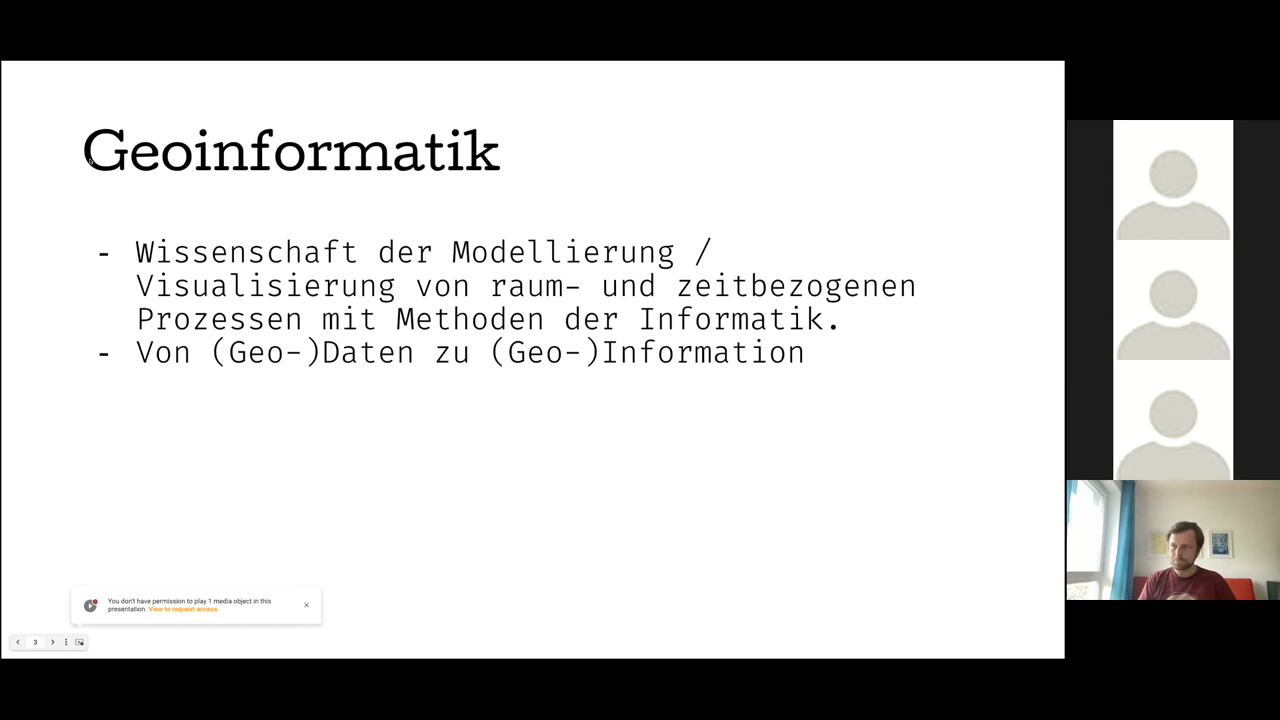 Geoinformatik
- Wissenschaft der Modellierung /
Visualisierung von raum- und zeitbezogenen
Prozessen mit Methoden der Informatik.
- Von (Geo-)Daten zu (Geo-)Information
You don't have permission to play 1 media object in this
presentation. View to request access
3